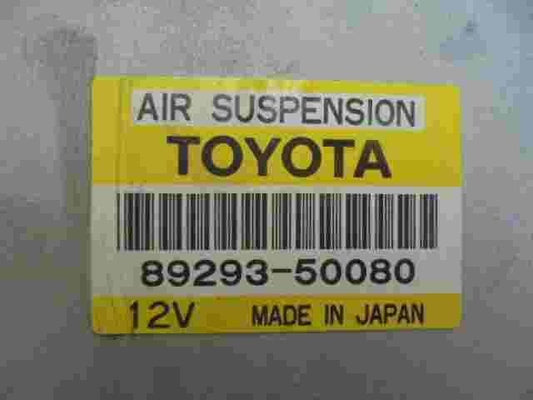 AIR SUSPENSION
TOYOTA
89293-50080
12V MADE IN JAPAN